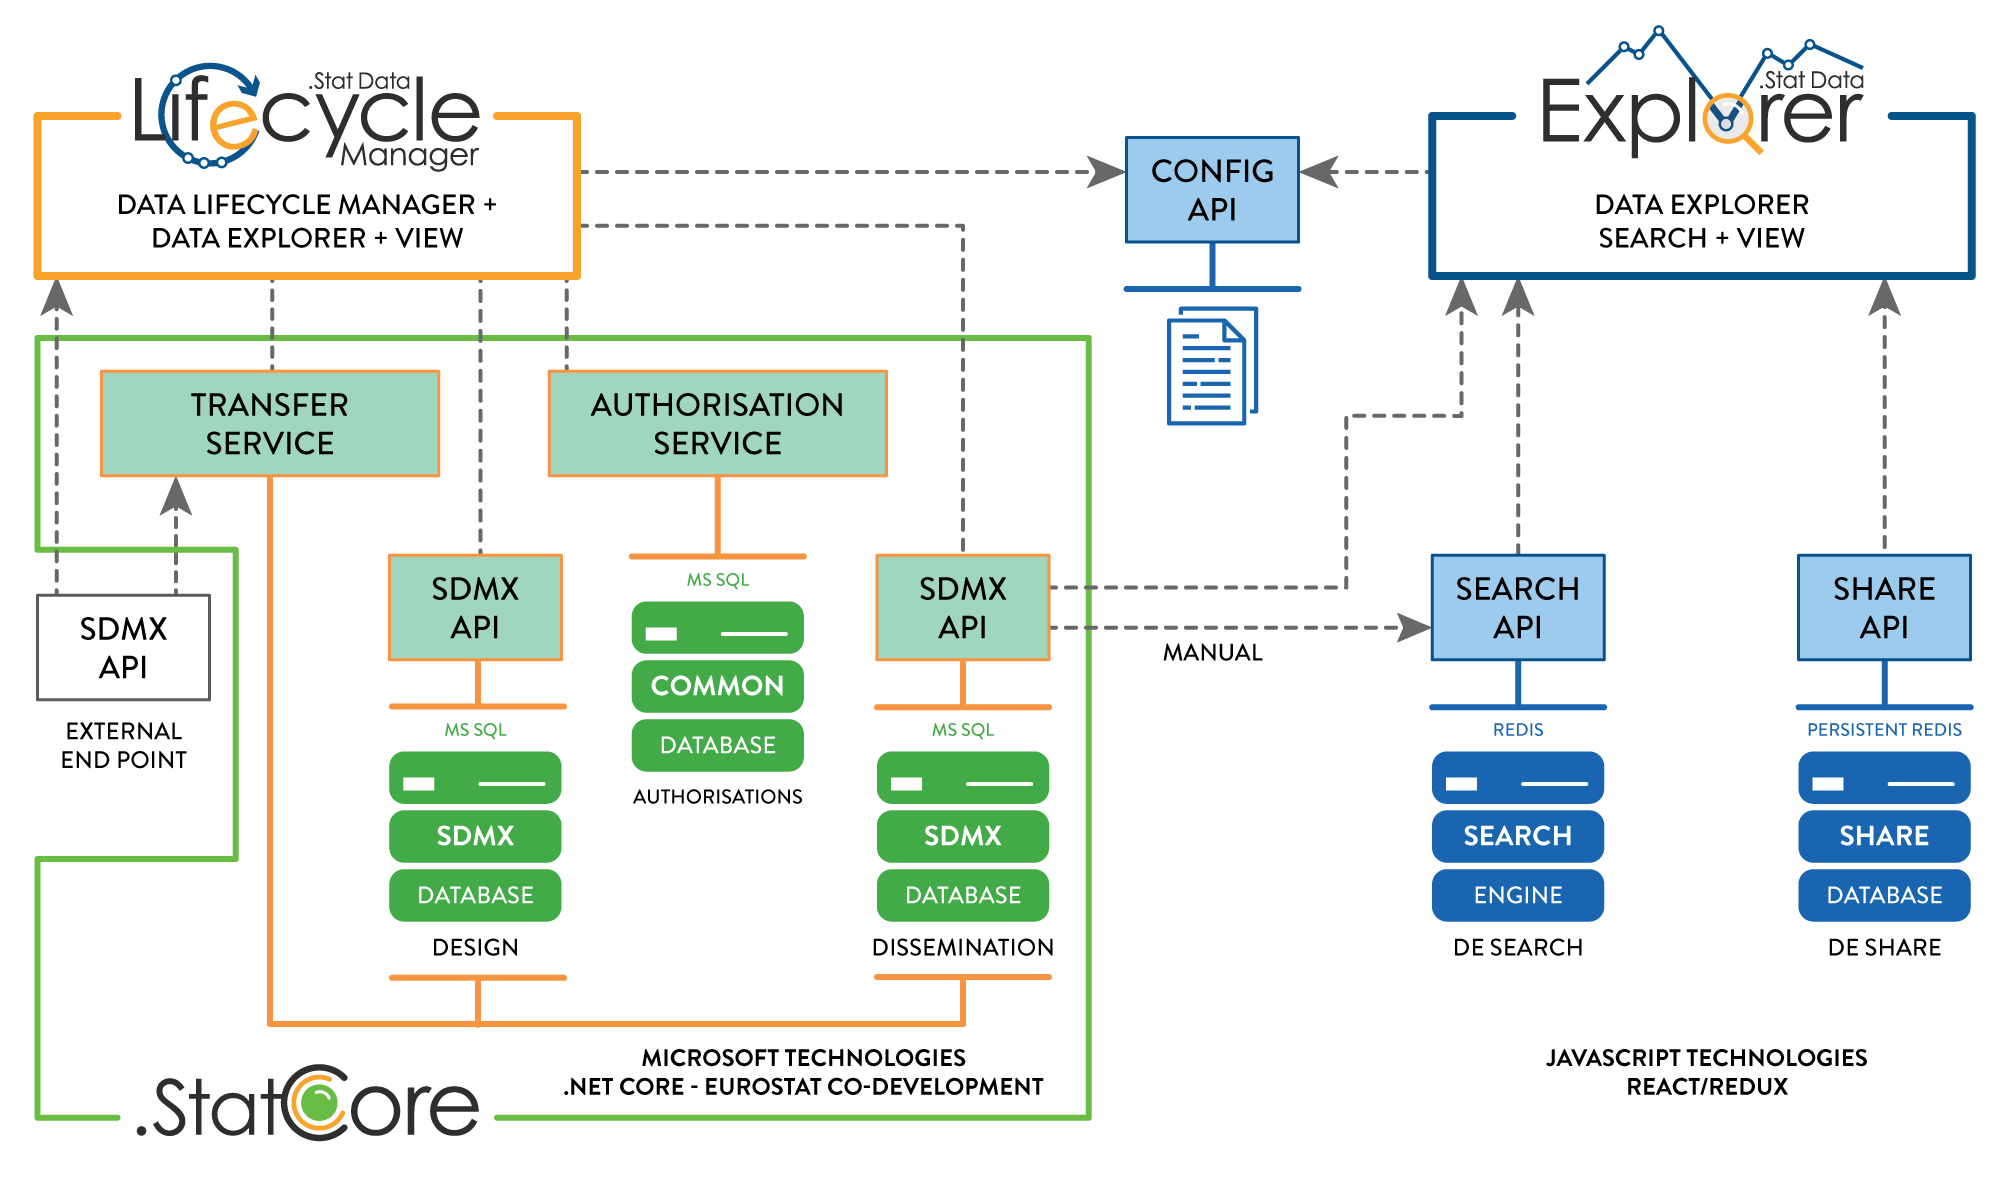 .Stat Data
Lifecycle
Manager
DATA LIFECYCLE MANAGER +
DATA EXPLORER + VIEW
CONFIG
API
.Stat Data
Explorer
DATA EXPLORER
SEARCH + VIEW
TRANSFER
SERVICE
AUTHORISATION
SERVICE
SDMX
API
EXTERNAL
END POINT
SDMX
API
MS SQL
SDMX
DATABASE
DESIGN
MS SQL
COMMON
DATABASE
AUTHORISATIONS
SDMX
API
MS SQL
SDMX
DATABASE
DISSEMINATION
MANUAL
SEARCH
API
REDIS
SEARCH
ENGINE
DE SEARCH
SHARE
API
PERSISTENT REDIS
SHARE
DATABASE
DE SHARE
MICROSOFT TECHNOLOGIES
.NET CORE - EUROSTAT CO-DEVELOPMENT
.StatCore
JAVASCRIPT TECHNOLOGIES
REACT/REDUX